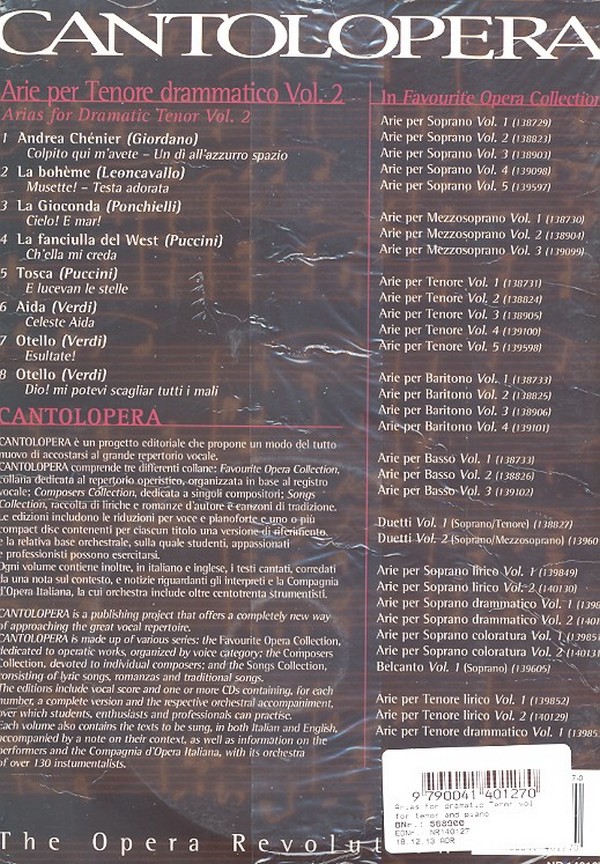 CANTOLOPERA
Arie per Tenore drammatico Vol. 2
Arias for Dramatic Tenor Vol. 2
1 Andrea Chénier (Giordano)
Colpito qui m'avete – Un dì all'azzurro spazio
2 La bohème (Leoncavallo)
Musette! – Testa adorata
3 La Gioconda (Ponchielli)
Cielo! E mar!
4 La fanciulla del West (Puccini)
Ch'ella mi creda
5 Tosca (Puccini)
E lucevan le stelle
6 Aida (Verdi)
Celeste Aida
7 Otello (Verdi)
Esultate!
8 Otello (Verdi)
Dio! mi potevi scagliar tutti i mali
CANTOLOPERA
CANTOLOPERA è un progetto editoriale che propone un modo del tutto
nuovo di accostarsi al grande repertorio vocale.
CANTOLOPERA comprende tre differenti collane: Favourite Opera Collection,
collana dedicata al repertorio operistico, organizzata in base al registro
vocale; Composers Collection, dedicata a singoli compositori; Songs
Collection, raccolta di liriche e romanze d'autore e canzoni di tradizione.
Le edizioni includono le riduzioni per voce e pianoforte e uno o più
compact disc contenenti per ciascun titolo una versione di riferimento
e la relativa base orchestrale, sulla quale studenti, appassionati
e professionisti possono esercitarsi.
Ogni volume contiene inoltre, in italiano e inglese, i testi cantati, corredati
da una nota sul contesto, e notizie riguardanti gli interpreti e la Compagnia
d'Opera Italiana, la cui orchestra include oltre centotrenta strumentisti.
CANTOLOPERA is a publishing project that offers a completely new way
of approaching the great vocal repertoire.
CANTOLOPERA is made up of various series: the Favourite Opera Collection,
dedicated to operatic works, organized by voice category; the Composers
Collection, devoted to individual composers; and the Songs Collection,
consisting of lyric songs, romanzas and traditional songs.
The editions include vocal score and one or more CDs containing, for each
number, a complete version and the respective orchestral accompaniment,
over which students, enthusiasts and professionals can practise.
Each volume also contains the texts to be sung, in both Italian and English,
accompanied by a note on their context, as well as information on the
performers and the Compagnia d'Opera Italiana, with its orchestra
of over 130 instrumentalists.
In Favourite Opera Collection
Arie per Soprano Vol. 1 (138729)
Arie per Soprano Vol. 2 (138823)
Arie per Soprano Vol. 3 (138903)
Arie per Soprano Vol. 4 (139098)
Arie per Soprano Vol. 5 (139597)
Arie per Mezzosoprano Vol. 1 (138730)
Arie per Mezzosoprano Vol. 2 (138904)
Arie per Mezzosoprano Vol. 3 (139099)
Arie per Tenore Vol. 1 (138731)
Arie per Tenore Vol. 2 (138824)
Arie per Tenore Vol. 3 (138905)
Arie per Tenore Vol. 4 (139100)
Arie per Tenore Vol. 5 (139598)
Arie per Baritono Vol. 1 (138733)
Arie per Baritono Vol. 2 (138825)
Arie per Baritono Vol. 3 (138906)
Arie per Baritono Vol. 4 (139101)
Arie per Basso Vol. 1 (138733)
Arie per Basso Vol. 2 (138826)
Arie per Basso Vol. 3 (139102)
Duetti Vol. 1 (Soprano/Tenore) (138827)
Duetti Vol. 2 (Soprano/Mezzosoprano) (13960
Arie per Soprano lirico Vol. 1 (139849)
Arie per Soprano lirico Vol. 2 (140130)
Arie per Soprano drammatico Vol. 1 (1398
Arie per Soprano drammatico Vol. 2 (1401
Arie per Soprano coloratura Vol. 1 (13985
Arie per Soprano coloratura Vol. 2 (14013
Belcanto Vol. 1 (Soprano) (139605)
Arie per Tenore lirico Vol. 1 (139852)
Arie per Tenore lirico Vol. 2 (140129)
Arie per Tenore drammatico Vol. 1 (13985
9 790041 401270
Arias for dramatic Tenor vol
for tenor and piano
BNr.: 568900
EDNr NR140127
18.12.13 AOR
The Opera Revolut